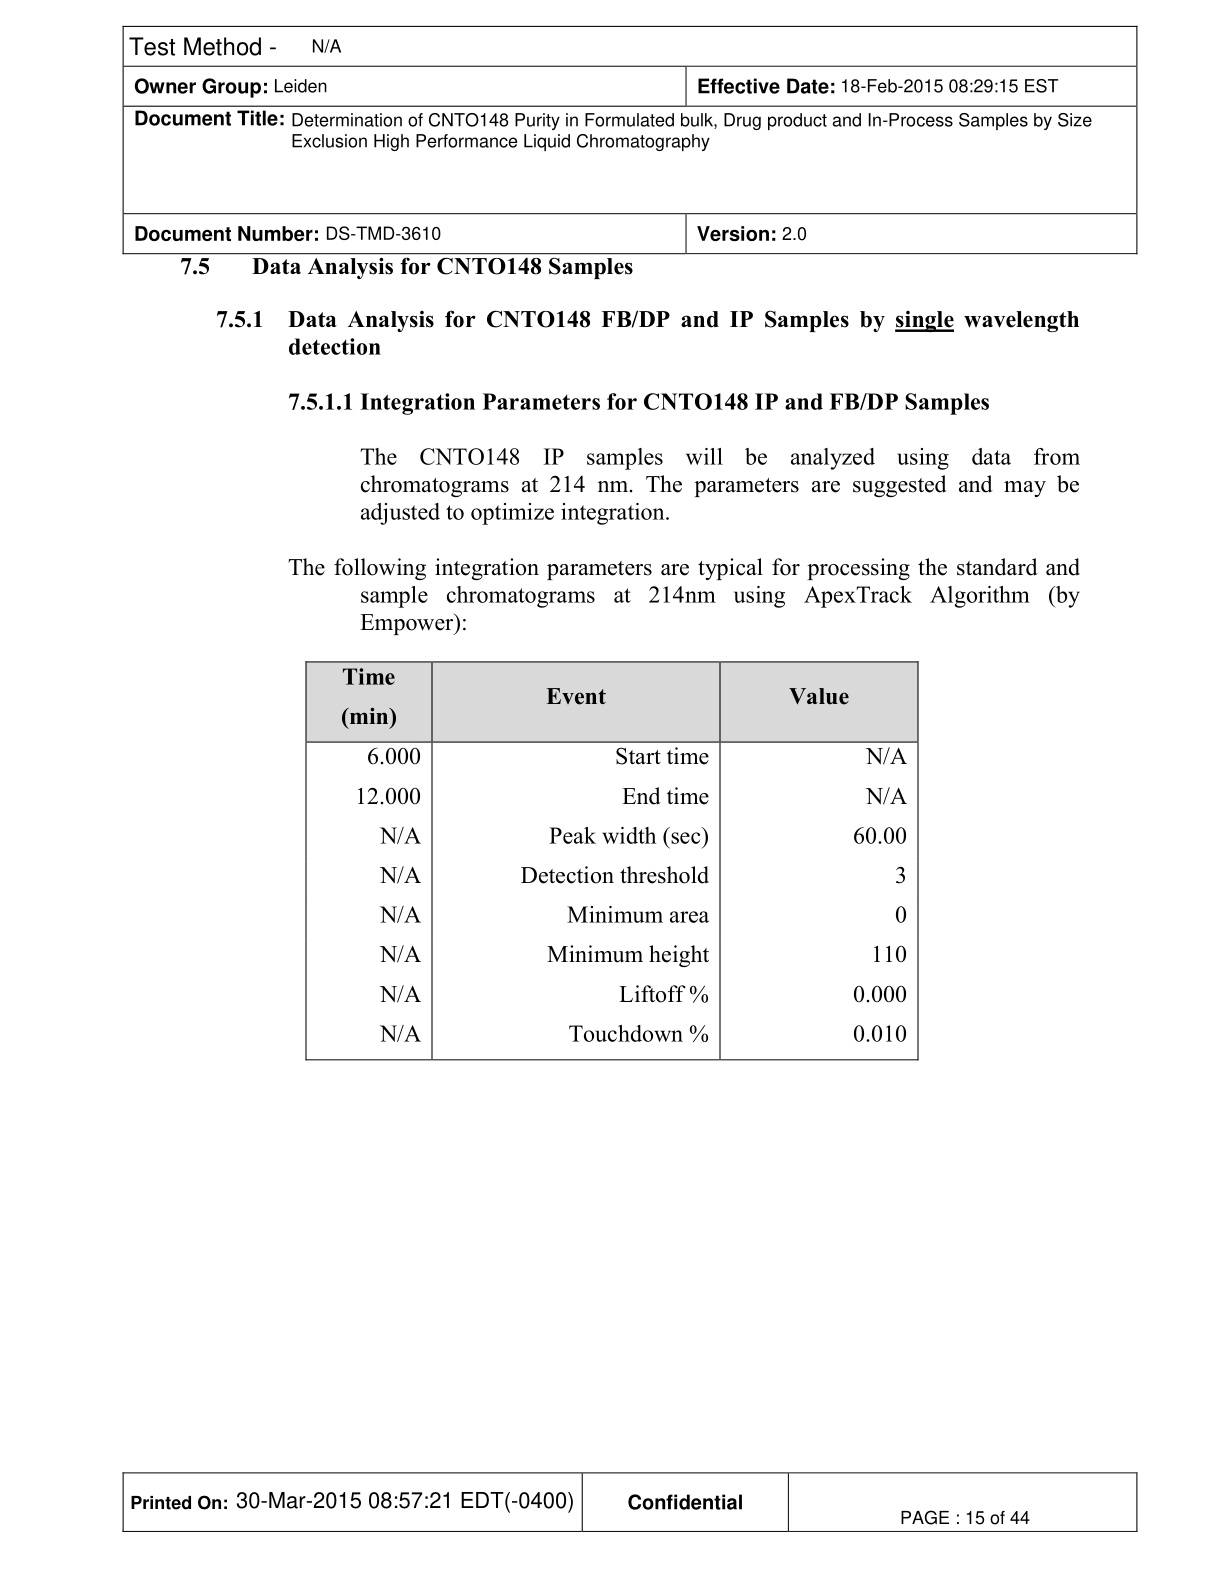 Test Method - N/A
Owner Group: Leiden Effective Date: 18-Feb-2015 08:29:15 EST
Document Title: Determination of CNTO148 Purity in Formulated bulk, Drug product and In-Process Samples by Size
Exclusion High Performance Liquid Chromatography
Document Number: DS-TMD-3610 Version: 2.0
7.5 Data Analysis for CNTO148 Samples
7.5.1 Data Analysis for CNTO148 FB/DP and IP Samples by single wavelength
detection
7.5.1.1 Integration Parameters for CNTO148 IP and FB/DP Samples
The CNTO148 IP samples will be analyzed using data from
chromatograms at 214 nm. The parameters are suggested and may be
adjusted to optimize integration.
The following integration parameters are typical for processing the standard and
sample chromatograms at 214nm using ApexTrack Algorithm (by
Empower):
Time
(min) Event Value
6.000 Start time N/A
12.000 End time N/A
N/A Peak width (sec) 60.00
N/A Detection threshold 3
N/A Minimum area 0
N/A Minimum height 110
N/A Liftoff % 0.000
N/A Touchdown % 0.010
Printed On: 30-Mar-2015 08:57:21 EDT(-0400) Confidential
PAGE : 15 of 44